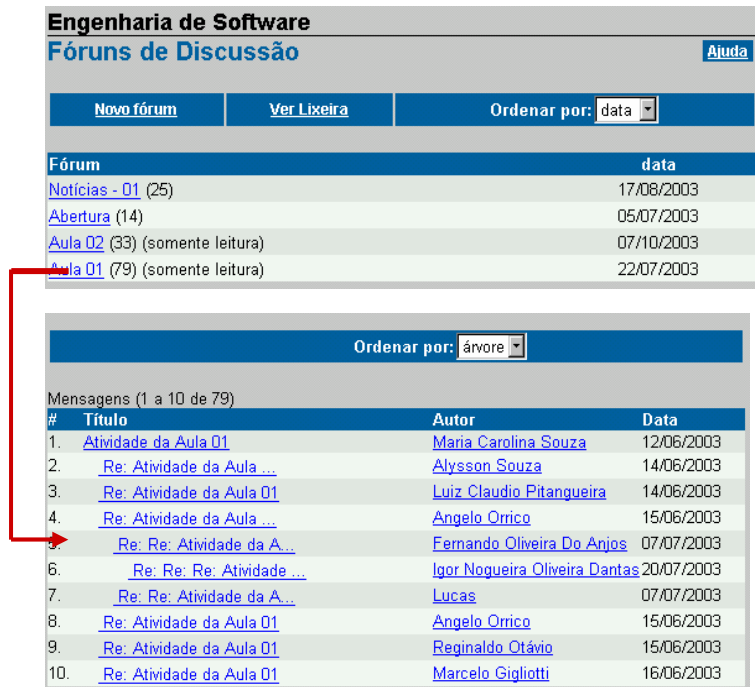 Engenharia de Software
Fóruns de Discussão Ajuda
Novo fórum Ver Lixeira Ordenar por: data
Fórum data
Notícias - 01 (25) 17/08/2003
Abertura (14) 05/07/2003
Aula 02 (33) (somente leitura) 07/10/2003
Aula 01 (79) (somente leitura) 22/07/2003
Ordenar por: árvore
Mensagens (1 a 10 de 79)
# Título Autor Data
1. Atividade da Aula 01 Maria Carolina Souza 12/06/2003
2. Re: Atividade da Aula ... Alysson Souza 14/06/2003
3. Re: Atividade da Aula 01 Luiz Claudio Pitangueira 14/06/2003
4. Re: Atividade da Aula ... Angelo Orrico 15/06/2003
5. Re: Re: Atividade da A... Fernando Oliveira Do Anjos 07/07/2003
6. Re: Re: Re: Atividade ... Igor Nogueira Oliveira Dantas 20/07/2003
7. Re: Re: Atividade da A... Lucas 07/07/2003
8. Re: Atividade da Aula 01 Angelo Orrico 15/06/2003
9. Re: Atividade da Aula 01 Reginaldo Otávio 15/06/2003
10. Re: Atividade da Aula 01 Marcelo Gigliotti 16/06/2003